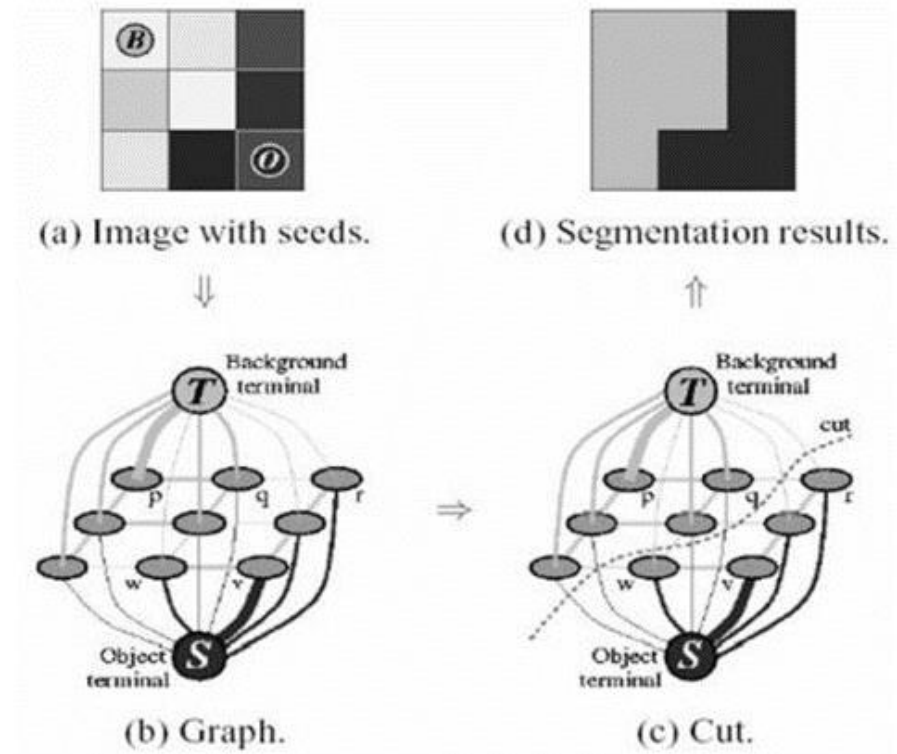 B
O
(a) Image with seeds.
(d) Segmentation results.
⇓
⇑
Background
terminal
T
p
q
r
w
v
S
Object
terminal
(b) Graph.
⇒
Background
terminal
T
cut
p
q
r
w
v
S
Object
terminal
(c) Cut.